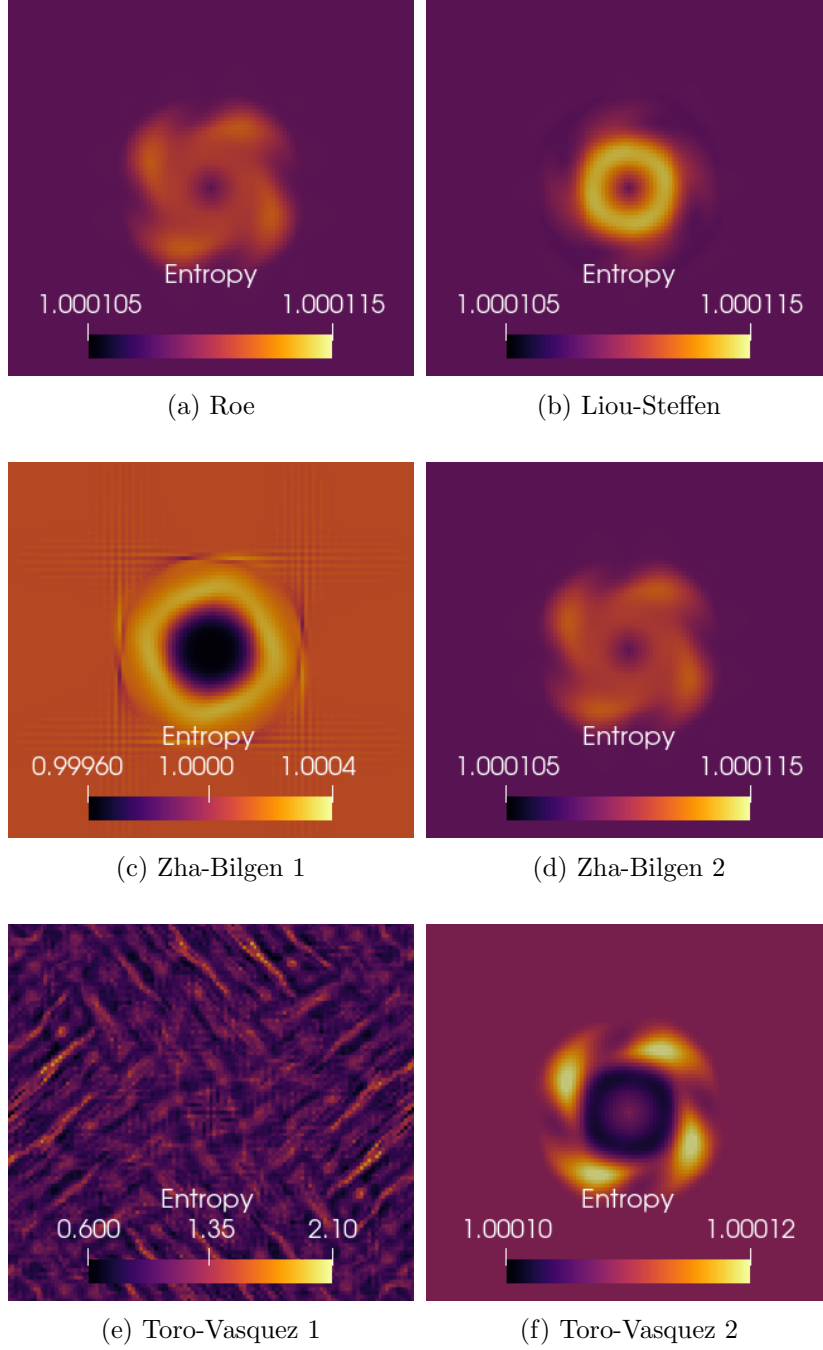 Entropy
1.000105 1.000115
(a) Roe
Entropy
1.000105 1.000115
(b) Liou-Steffen
Entropy
0.99960 1.0000 1.0004
(c) Zha-Bilgen 1
Entropy
1.000105 1.000115
(d) Zha-Bilgen 2
Entropy
0.600 1.35 2.10
(e) Toro-Vasquez 1
Entropy
1.00010 1.00012
(f) Toro-Vasquez 2